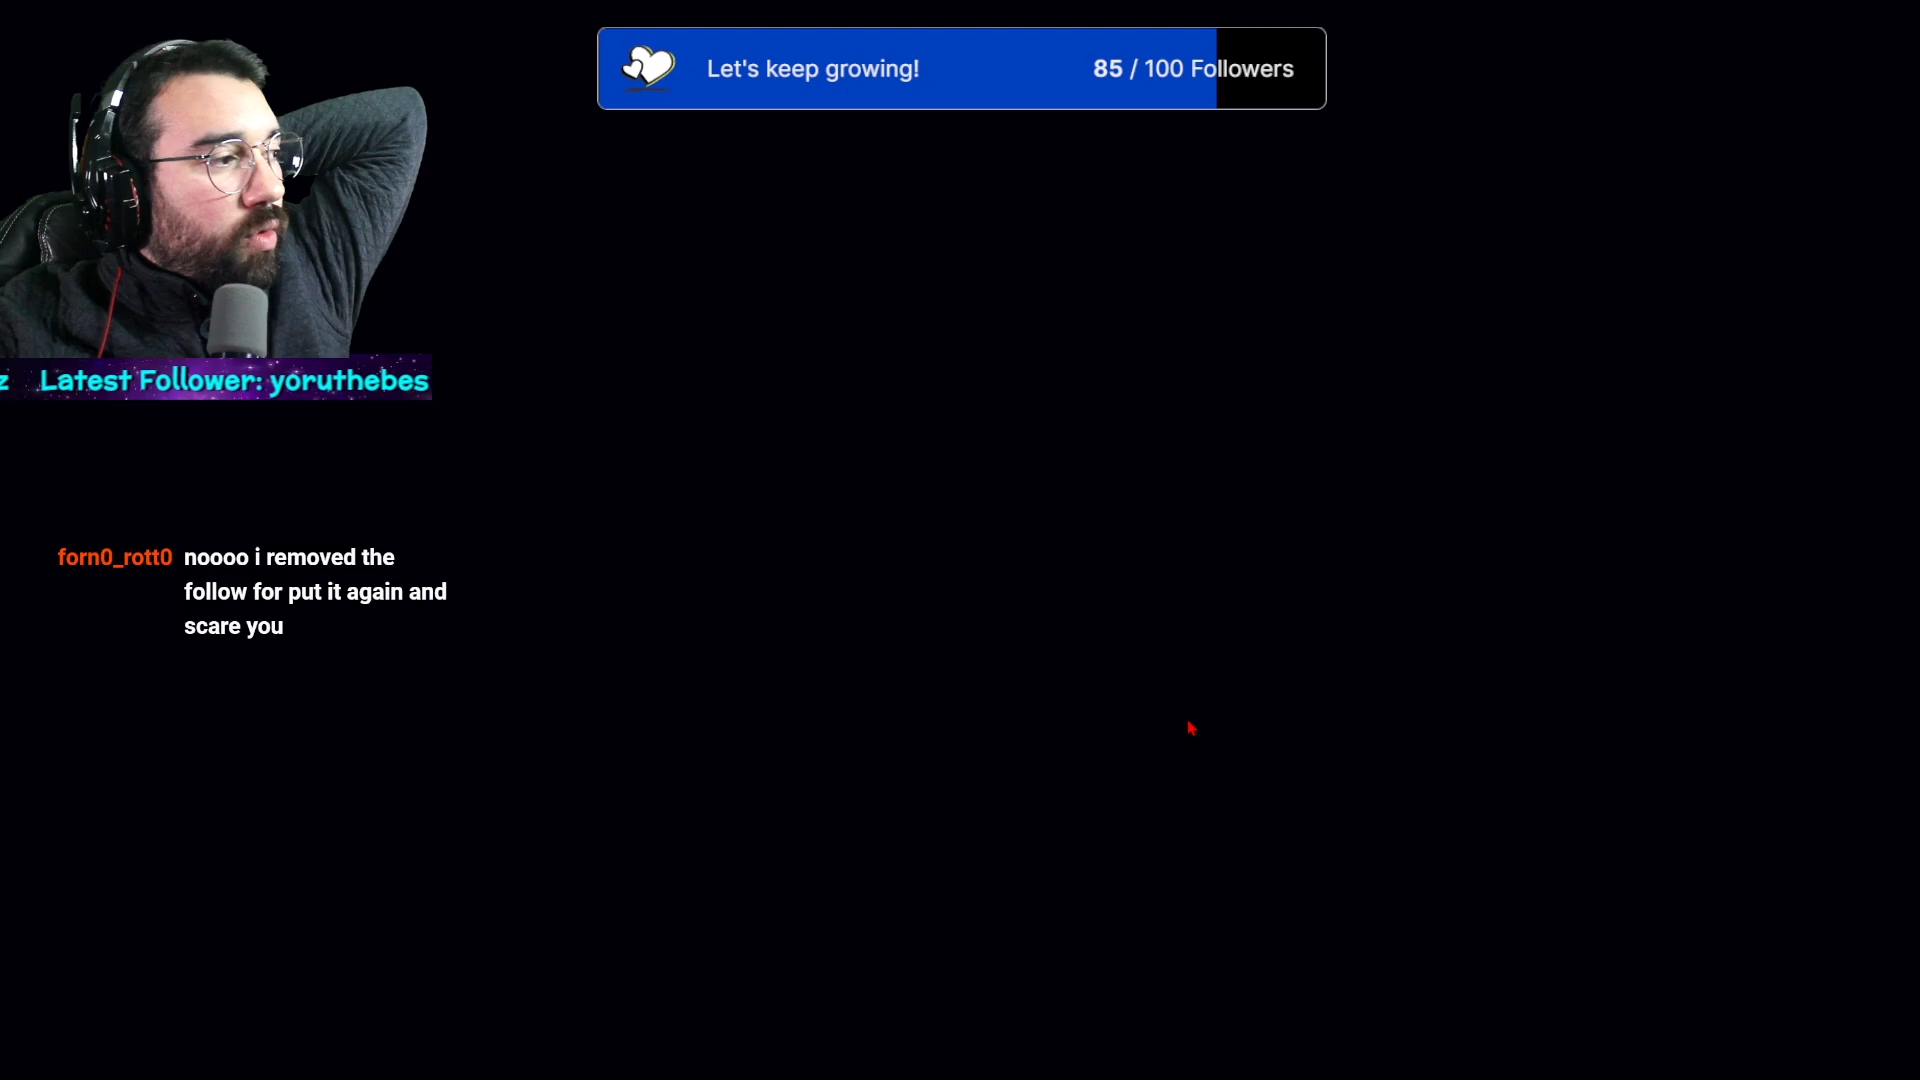 Let's keep growing! 85 / 100 Followers
z Latest Follower: yoruthebes
forn0_rott0 noooo i removed the
follow for put it again and
scare you